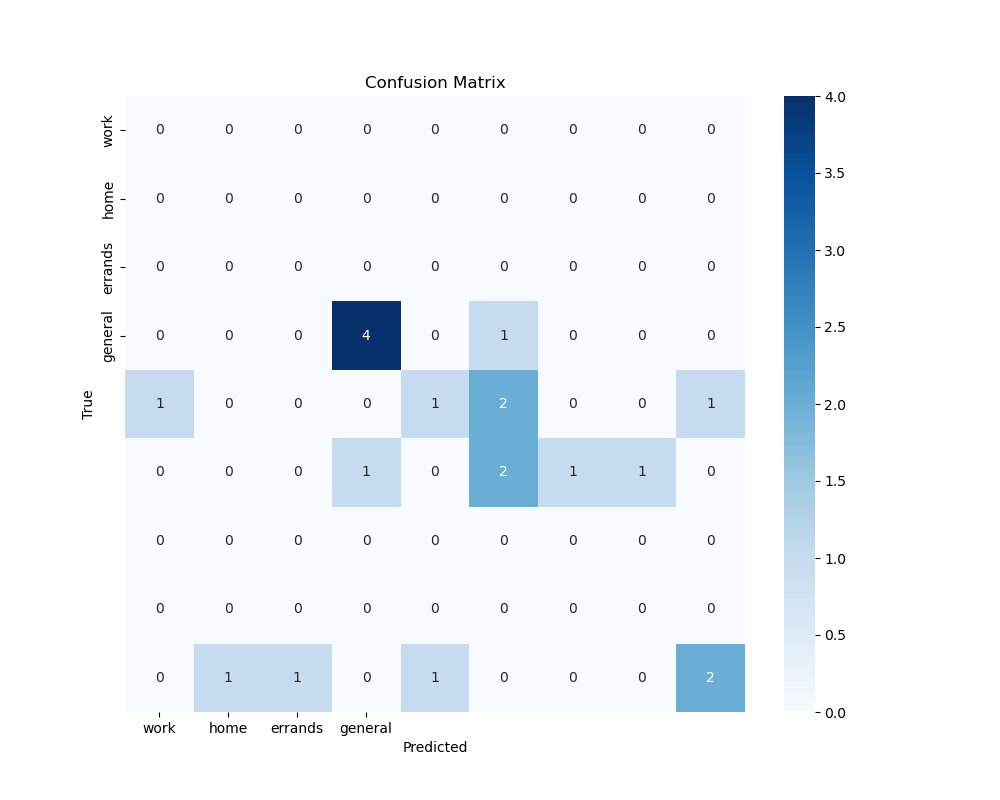 Confusion Matrix
work 0 0 0 0 0 0 0 0 0
home 0 0 0 0 0 0 0 0 0
errands 0 0 0 0 0 0 0 0 0
general 0 0 0 4 0 1 0 0 0
True
1 0 0 0 1 2 0 0 1
0 0 0 1 0 2 1 1 0
0 0 0 0 0 0 0 0 0
0 0 0 0 0 0 0 0 0
0 1 1 0 1 0 0 0 2
work home errands general
Predicted
4.0
3.5
3.0
2.5
2.0
1.5
1.0
0.5
0.0